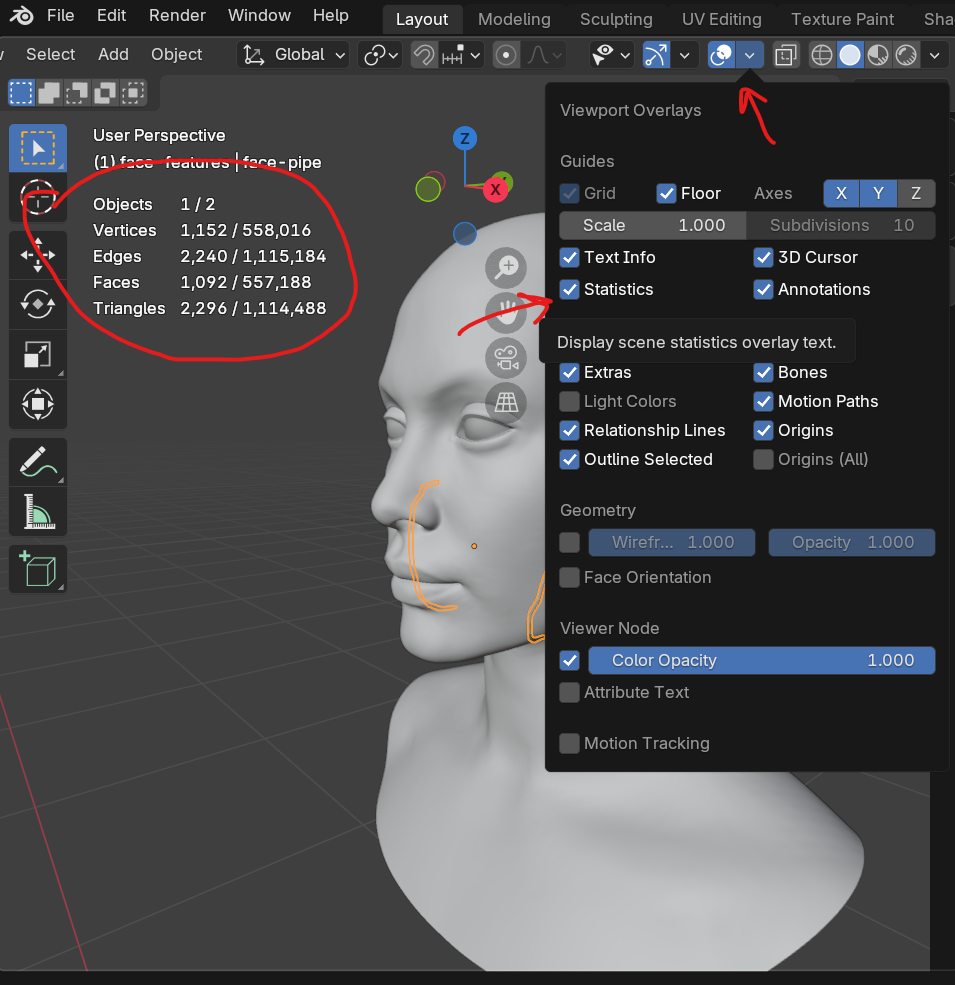 File Edit Render Window Help Layout Modeling Sculpting UV Editing Texture Paint
Select Add Object Global
User Perspective
(1) face-features | face-pipe
Objects 1 / 2
Vertices 1,152 / 558,016
Edges 2,240 / 1,115,184
Faces 1,092 / 557,188
Triangles 2,296 / 1,114,488
Z
X
Viewport Overlays
Guides
Grid Floor Axes X Y Z
Scale 1.000 Subdivisions 10
Text Info 3D Cursor
Statistics Annotations
Display scene statistics overlay text.
Extras Bones
Light Colors Motion Paths
Relationship Lines Origins
Outline Selected Origins (All)
Geometry
Wirefr... 1.000 Opacity 1.000
Face Orientation
Viewer Node
Color Opacity 1.000
Attribute Text
Motion Tracking